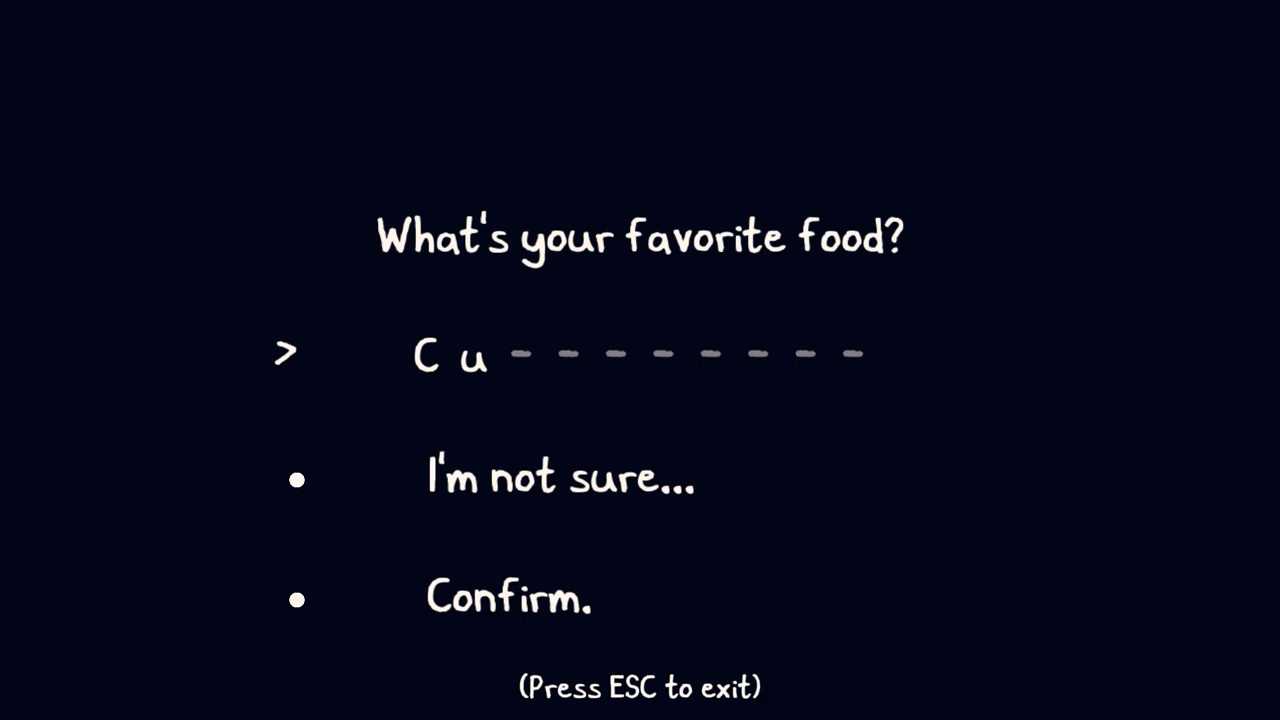 What's your favorite food?
> C u - - - - - - - -
• I'm not sure...
• Confirm.
(Press ESC to exit)